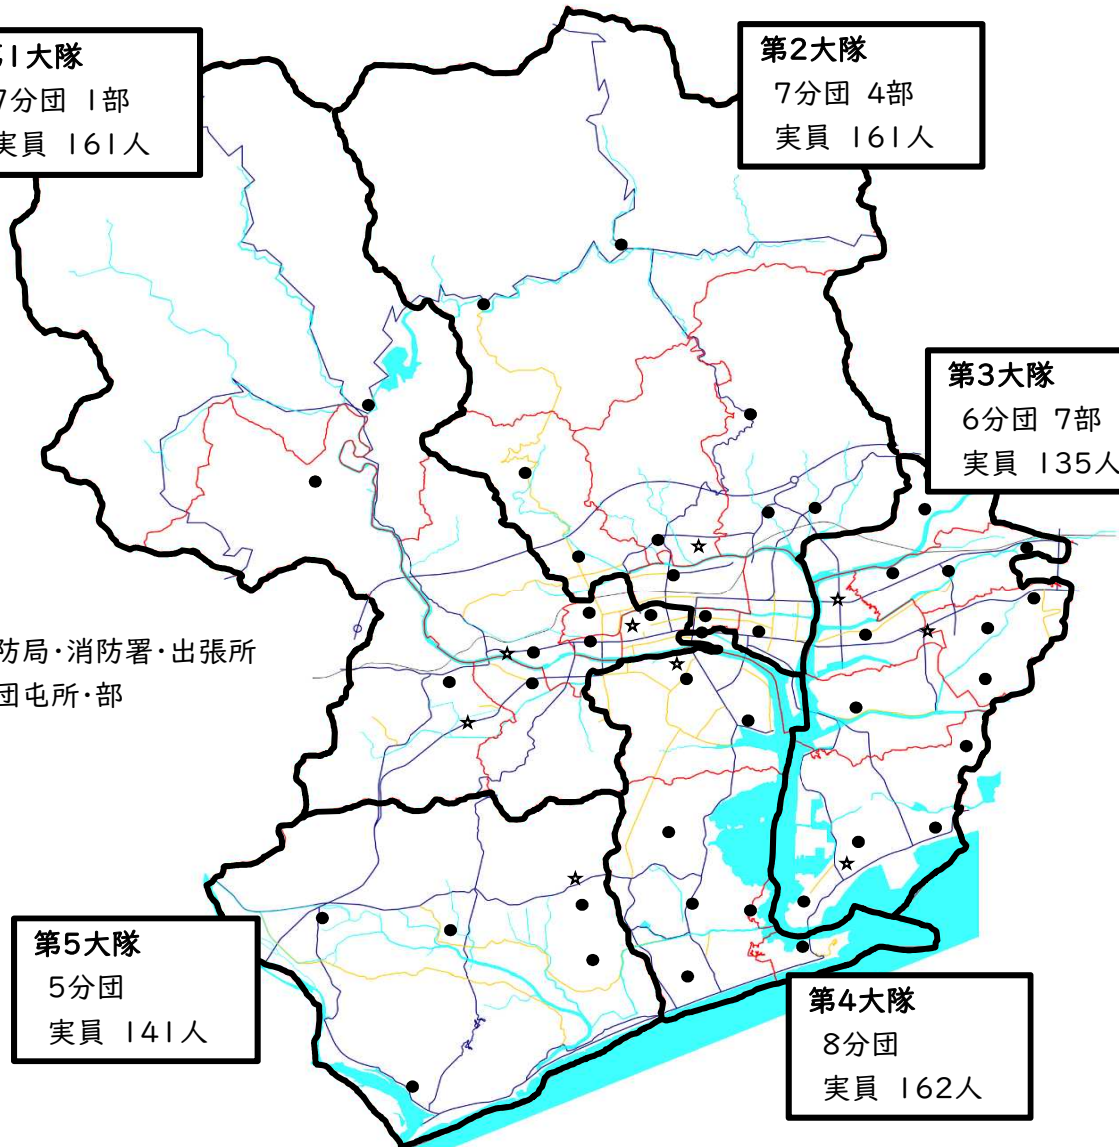 1大隊
7分団 1部
実員 161人
第2大隊
7分団 4部
実員 161人
第3大隊
6分団 7部
実員 135人
防局・消防署・出張所
団屯所・部
第5大隊
5分団
実員 141人
第4大隊
8分団
実員 162人